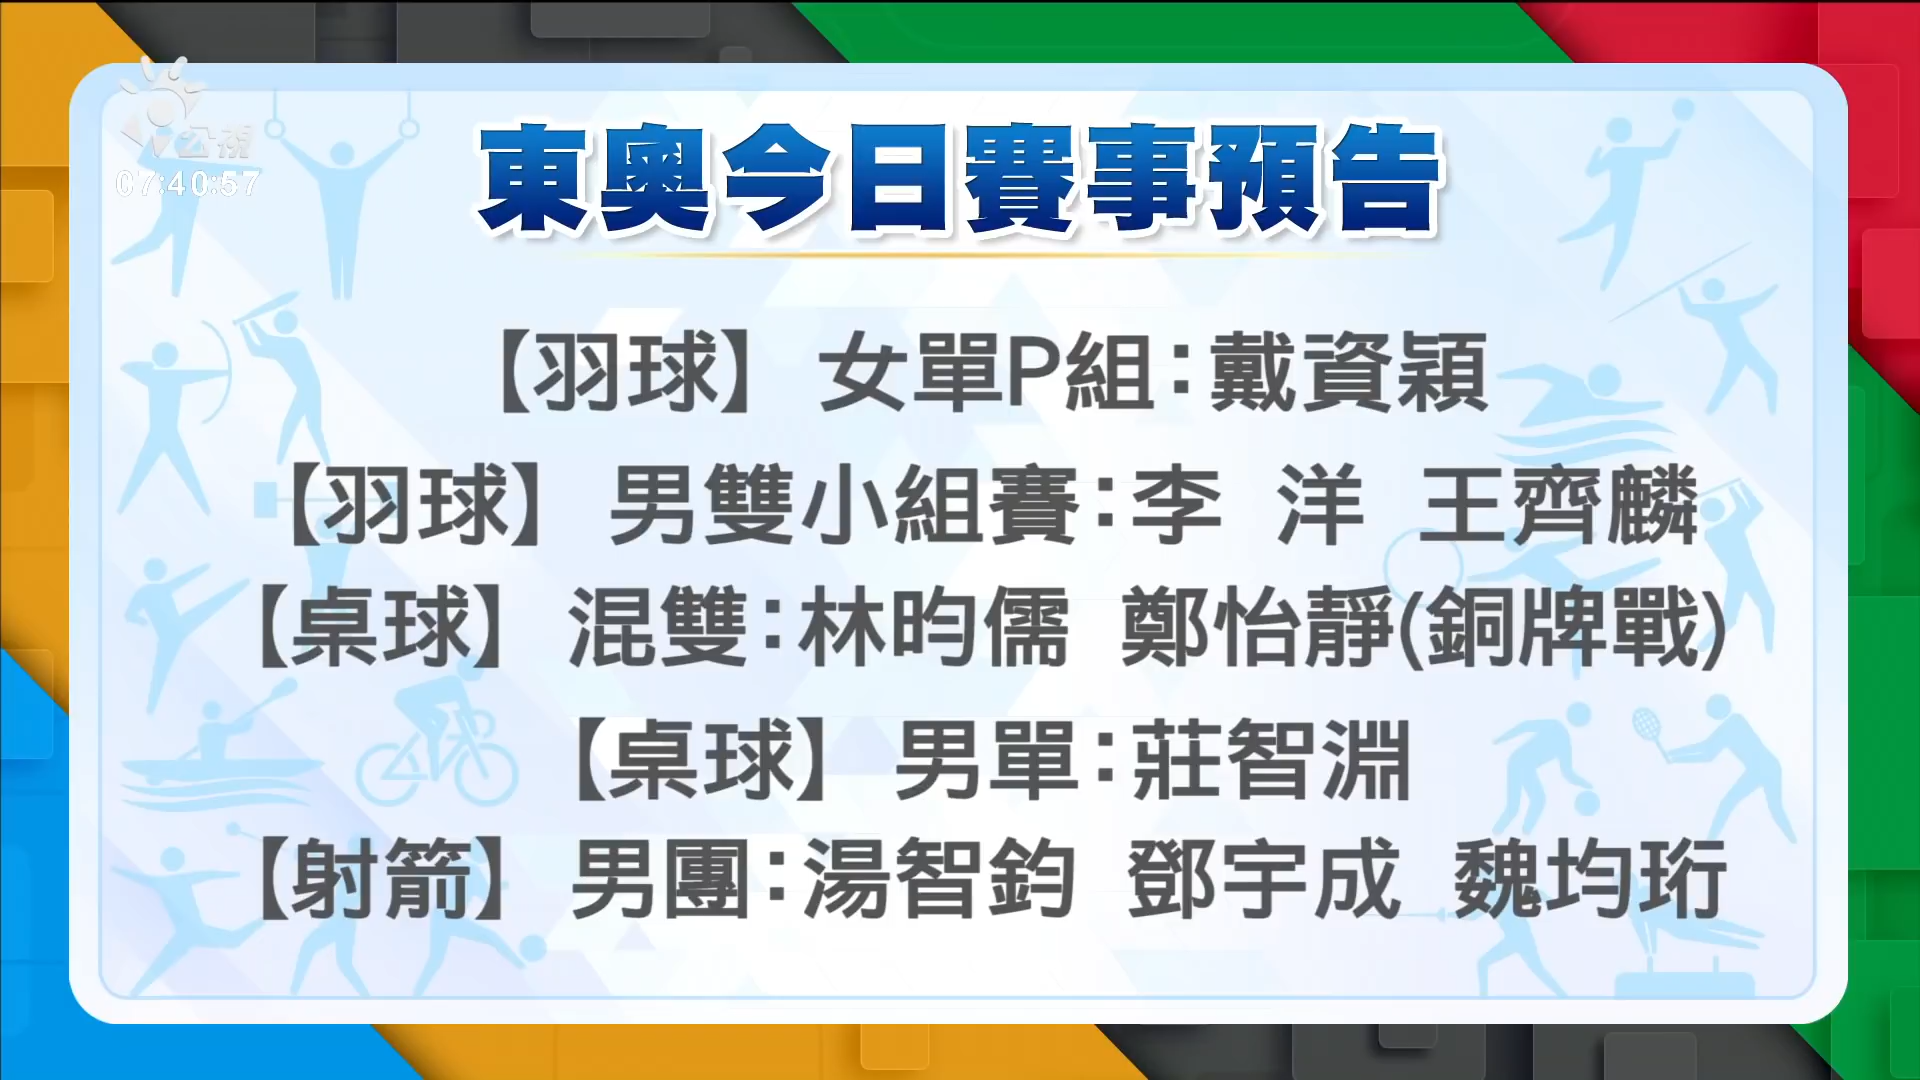 公視
07:40:57
東奧今日賽事預告
【羽球】 女單P組：戴資穎
【羽球】 男雙小組賽：李 洋 王齊麟
【桌球】 混雙：林昀儒 鄭怡靜(銅牌戰)
【桌球】 男單：莊智淵
【射箭】 男團：湯智鈞 鄧宇成 魏均珩